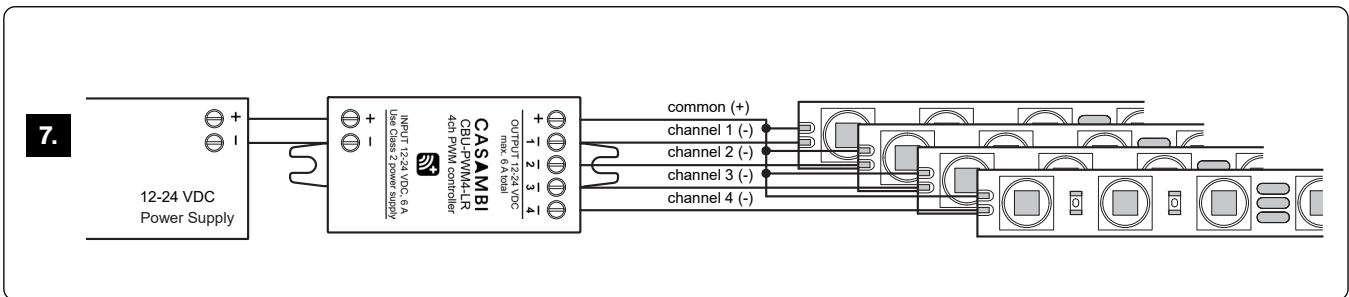 7.
+
−
12-24 VDC
Power Supply
+
−
INPUT 12-24 VDC, 6 A
Use Class 2 power supply
CASAMBI
CBU-PWM4-LR
4ch PWM controller
OUTPUT 12-24 VDC
max. 6 A total
+
1 −
2 −
3 −
4 −
common (+)
channel 1 (-)
channel 2 (-)
channel 3 (-)
channel 4 (-)